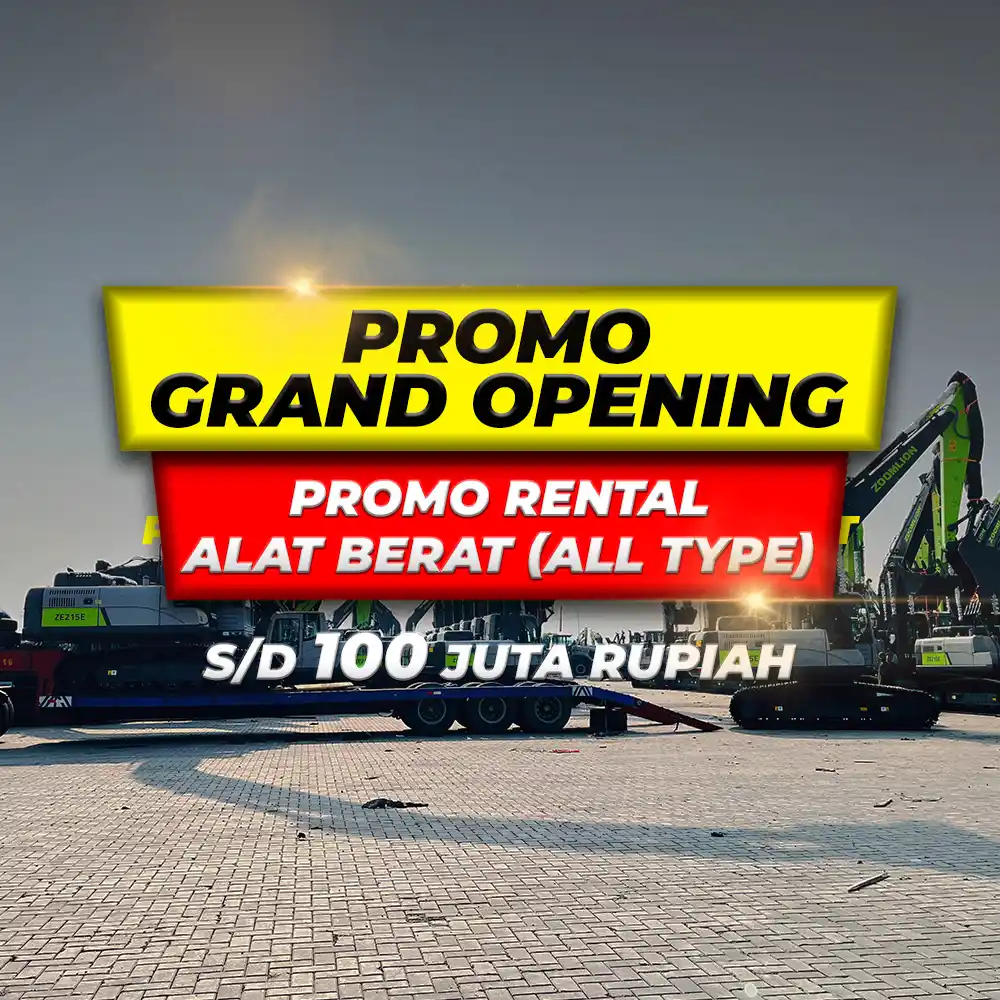 PROMO
GRAND OPENING
PROMO RENTAL
ALAT BERAT (ALL TYPE)
S/D 100 JUTA RUPIAH
ZOOMLION
ZE215E